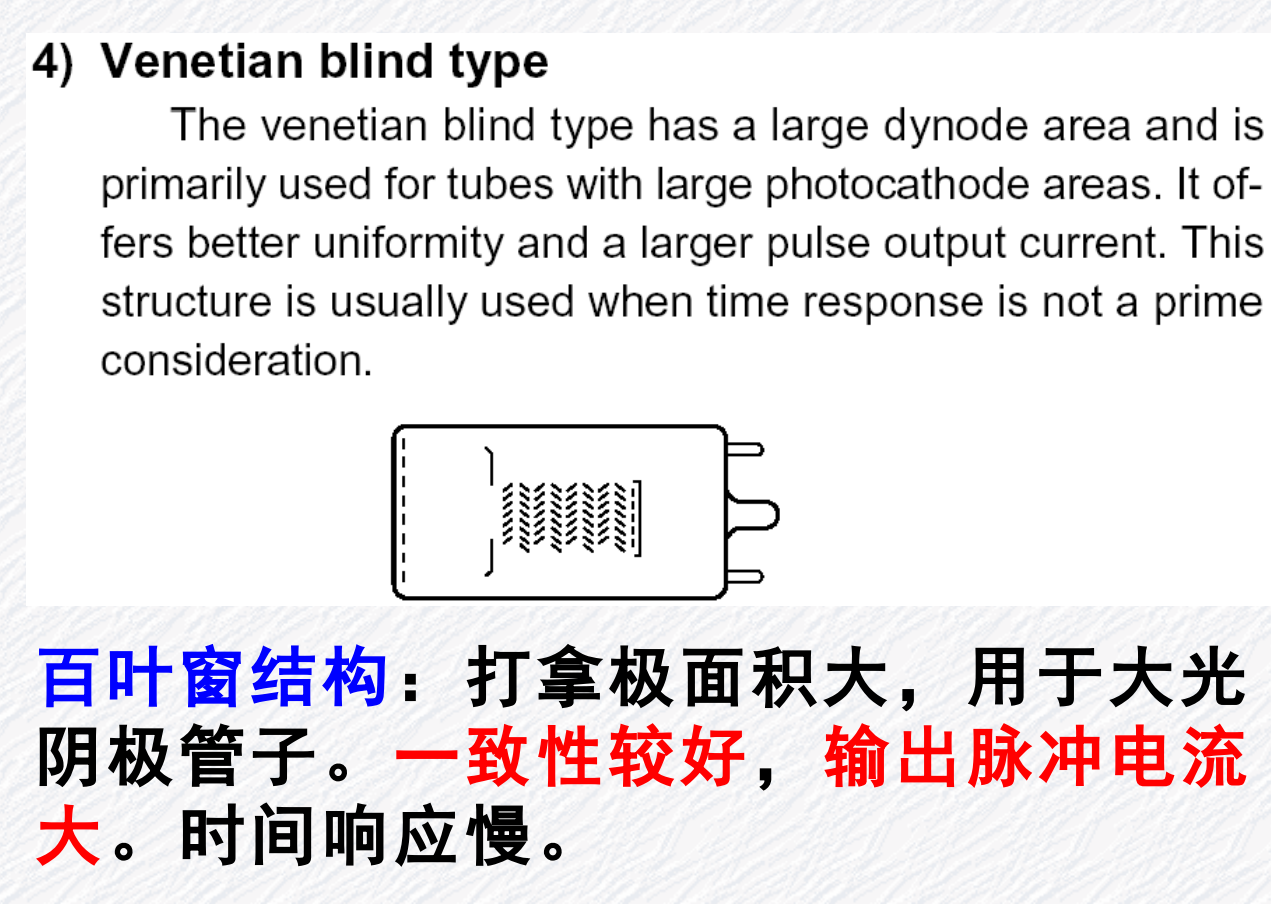 4) Venetian blind type
The venetian blind type has a large dynode area and is
primarily used for tubes with large photocathode areas. It of-
fers better uniformity and a larger pulse output current. This
structure is usually used when time response is not a prime
consideration.
百叶窗结构：打拿极面积大，用于大光
阴极管子。一致性较好，输出脉冲电流
大。时间响应慢。